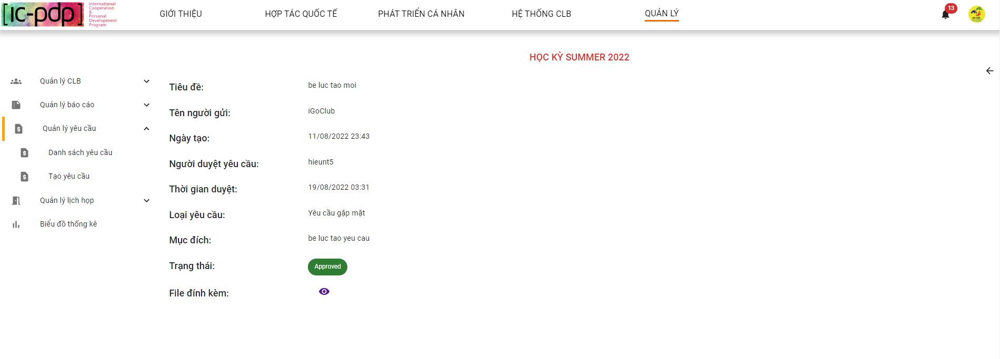 [ic-pdp]
International
Cooperation
&
Personal
Development
Program
GIỚI THIỆU
HỢP TÁC QUỐC TẾ
PHÁT TRIỂN CÁ NHÂN
HỆ THỐNG CLB
QUẢN LÝ
13
HỌC KỲ SUMMER 2022
Quản lý CLB
Quản lý báo cáo
Quản lý yêu cầu
Danh sách yêu cầu
Tạo yêu cầu
Quản lý lịch họp
Biểu đồ thống kê
Tiêu đề: be luc tao moi
Tên người gửi: iGoClub
Ngày tạo: 11/08/2022 23:43
Người duyệt yêu cầu: hieunt5
Thời gian duyệt: 19/08/2022 03:31
Loại yêu cầu: Yêu cầu gặp mặt
Mục đích: be luc tao yeu cau
Trạng thái: Approved
File đính kèm: